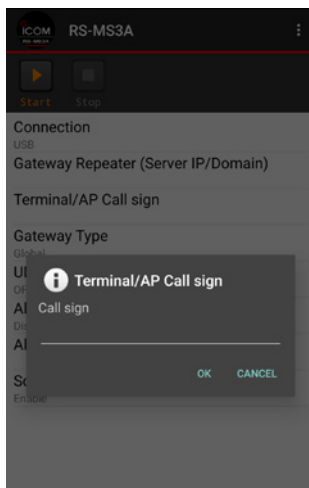 ICOM RS-MS3A
RS-MS3A
Start Stop
Connection
USB
Gateway Repeater (Server IP/Domain)
Terminal/AP Call sign
Gateway Type
Global
Terminal/AP Call sign
Call sign
OK CANCEL
Enable